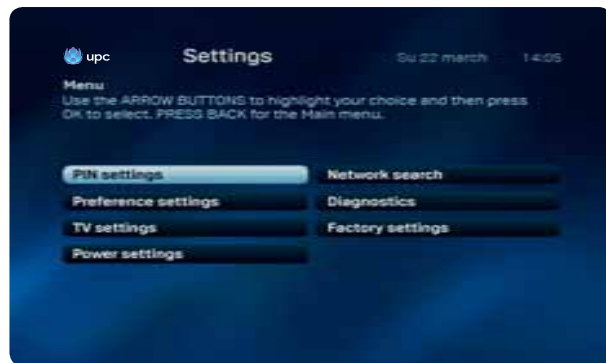 upc Settings Su 22 march 14:05
Menu
Use the ARROW BUTTONS to highlight your choice and then press
OK to select. PRESS BACK for the Main menu.
PIN settings Network search
Preference settings Diagnostics
TV settings Factory settings
Power settings